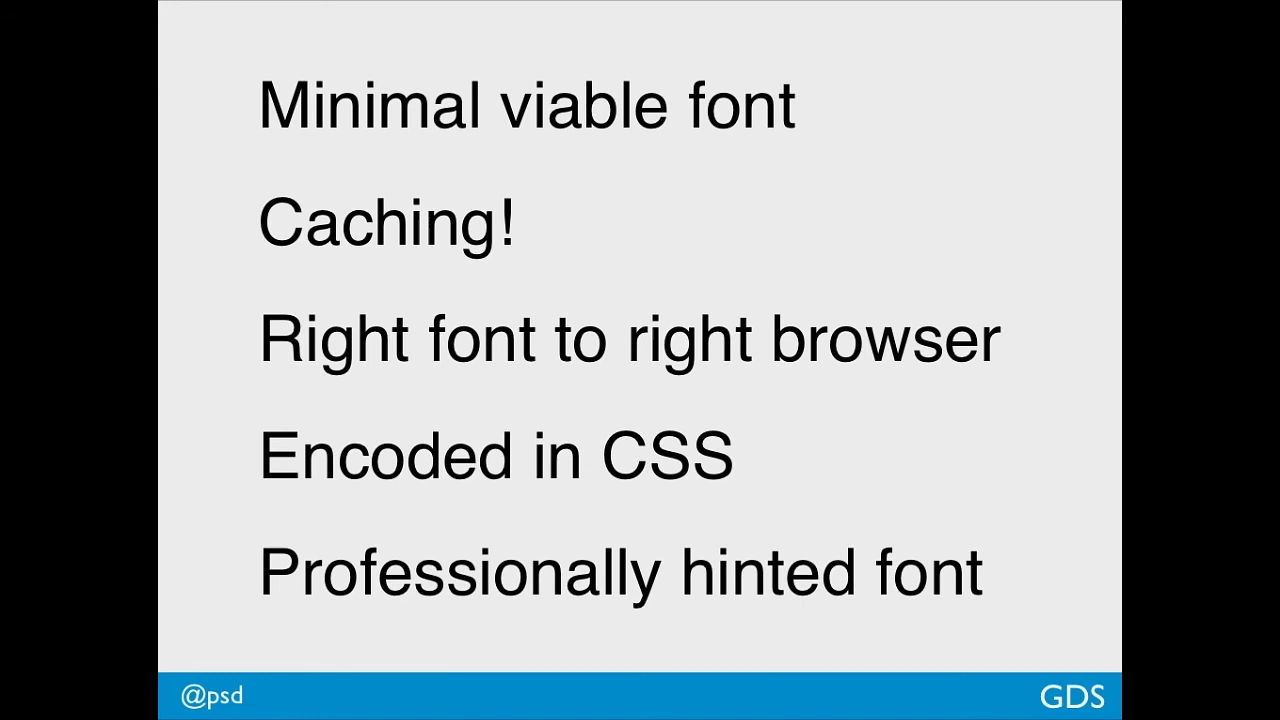 Minimal viable font
Caching!
Right font to right browser
Encoded in CSS
Professionally hinted font
@psd
GDS